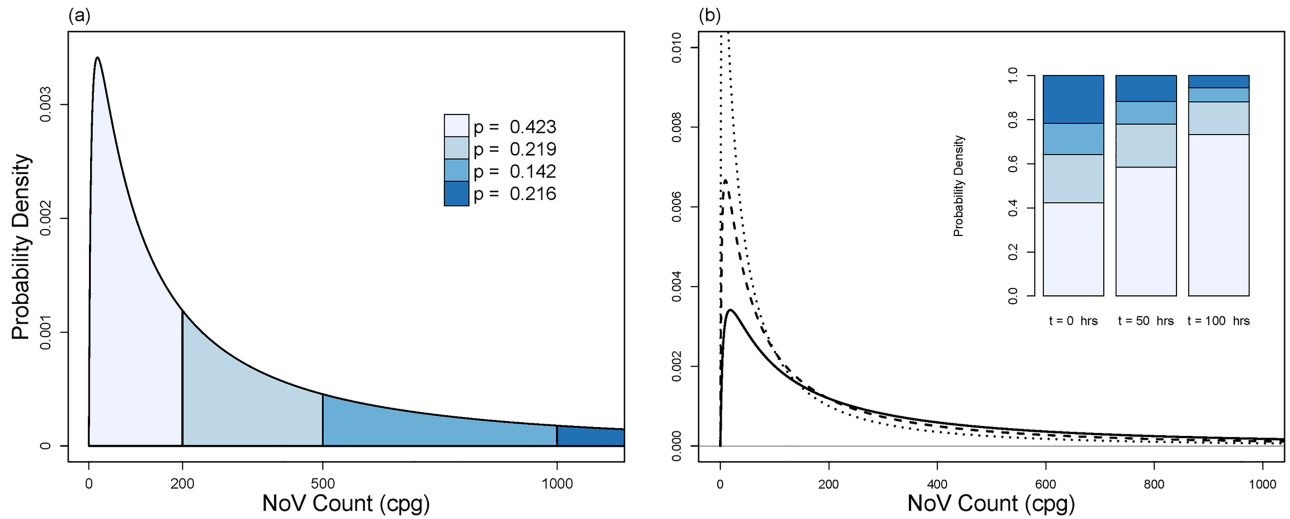 (a)
Probability Density
0.003
0.002
0.001
0
p = 0.423
p = 0.219
p = 0.142
p = 0.216
0 200 500 1000
NoV Count (cpg)
(b)
0.010
0.008
0.006
0.004
0.002
0.000
Probability Density
1.0
0.8
0.6
0.4
0.2
0.0
t = 0 hrs t = 50 hrs t = 100 hrs
0 200 400 600 800 1000
NoV Count (cpg)